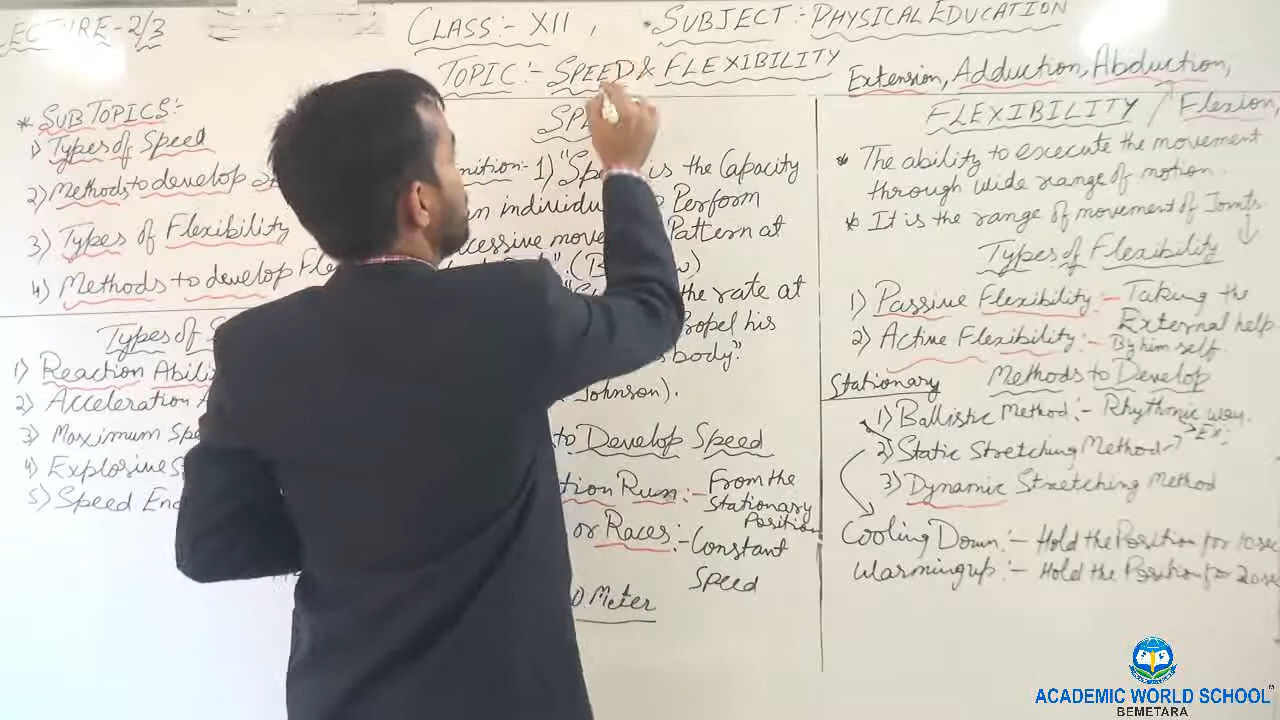 LECTURE-2/3
CLASS:- XII, SUBJECT:- PHYSICAL EDUCATION
TOPIC:- SPEED & FLEXIBILITY
* SUB TOPICS:-
1) Types of Speed
2) Methods to develop
3) Types of Flexibility
4) Methods to develop Fle
Types of S
1) Reaction Abili
2) Acceleration A
3) Maximum Spe
4) Explosive S
5) Speed End
SPE
nition:- 1) "Sp is the Capacity
an individu Perform
ccessive move Pattern at
the rate at
ropel his
body".
Johnson).
to Develop Speed
tion Run:- From the
Stationary
Position
or Races:- Constant
Speed
0 Meter
Extension, Adduction, Abduction,
FLEXIBILITY Flexion,
* The ability to execute the movement
through wide range of motion.
* It is the range of movement of Joints.
Types of Flexibility
1) Passive Flexibility:- Taking the
External help
2) Active Flexibility:- By him self.
Stationary Methods to Develop
1) Ballistic Method:- Rhythmic way.
Ex:
2) Static Stretching Method-
3) Dynamic Stretching Method
Cooling Down:- Hold the Position for 10sec
Warming up:- Hold the Position for 20sec
ACADEMIC WORLD SCHOOL
BEMETARA